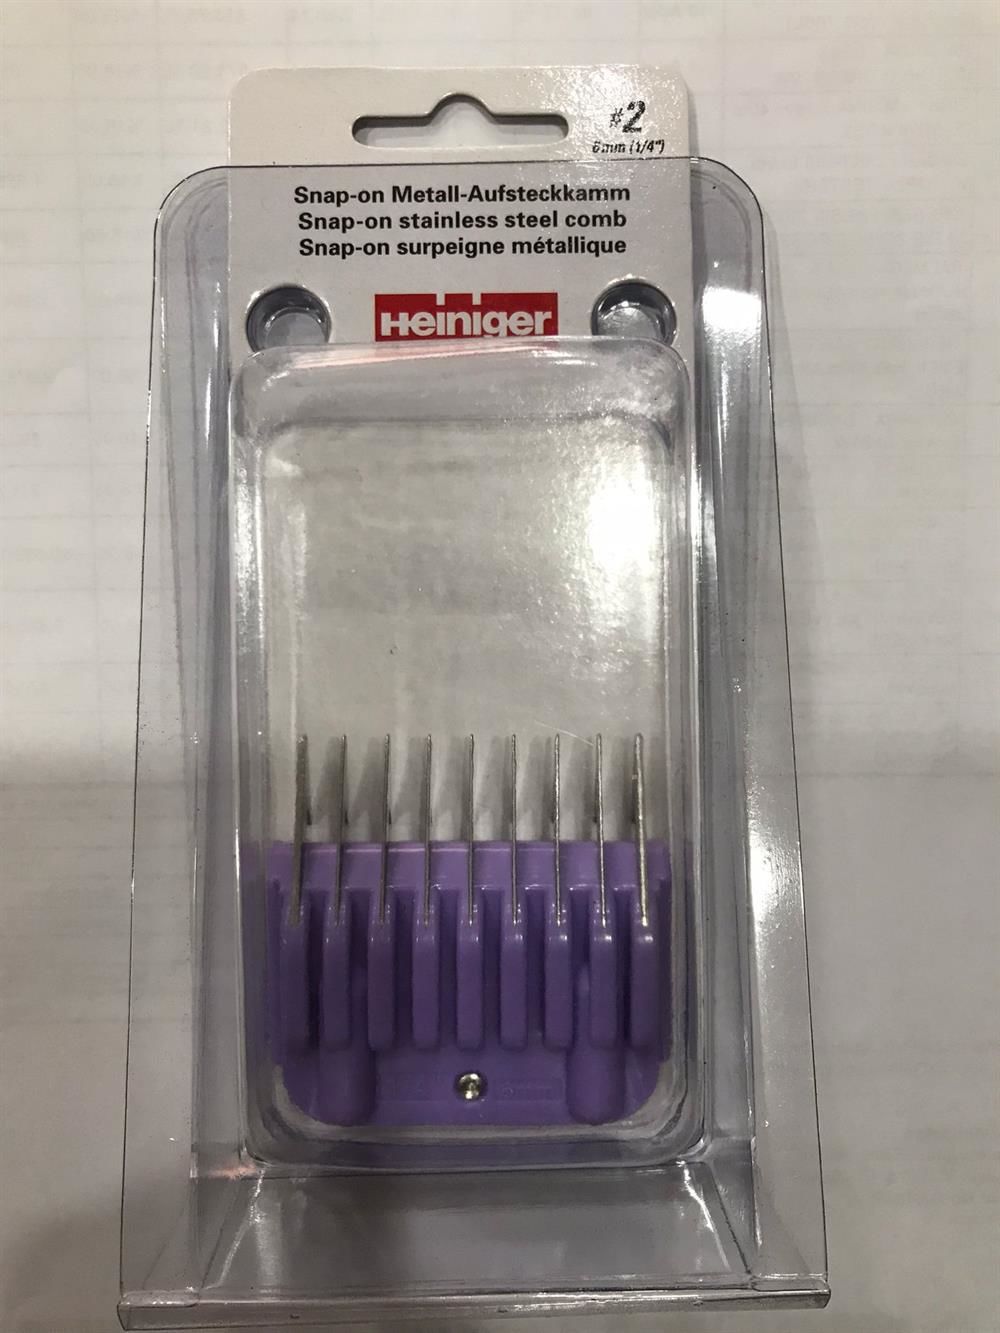 #2
6mm (1/4")
Snap-on Metall-Aufsteckkamm
Snap-on stainless steel comb
Snap-on surpeigne métallique
Heiniger